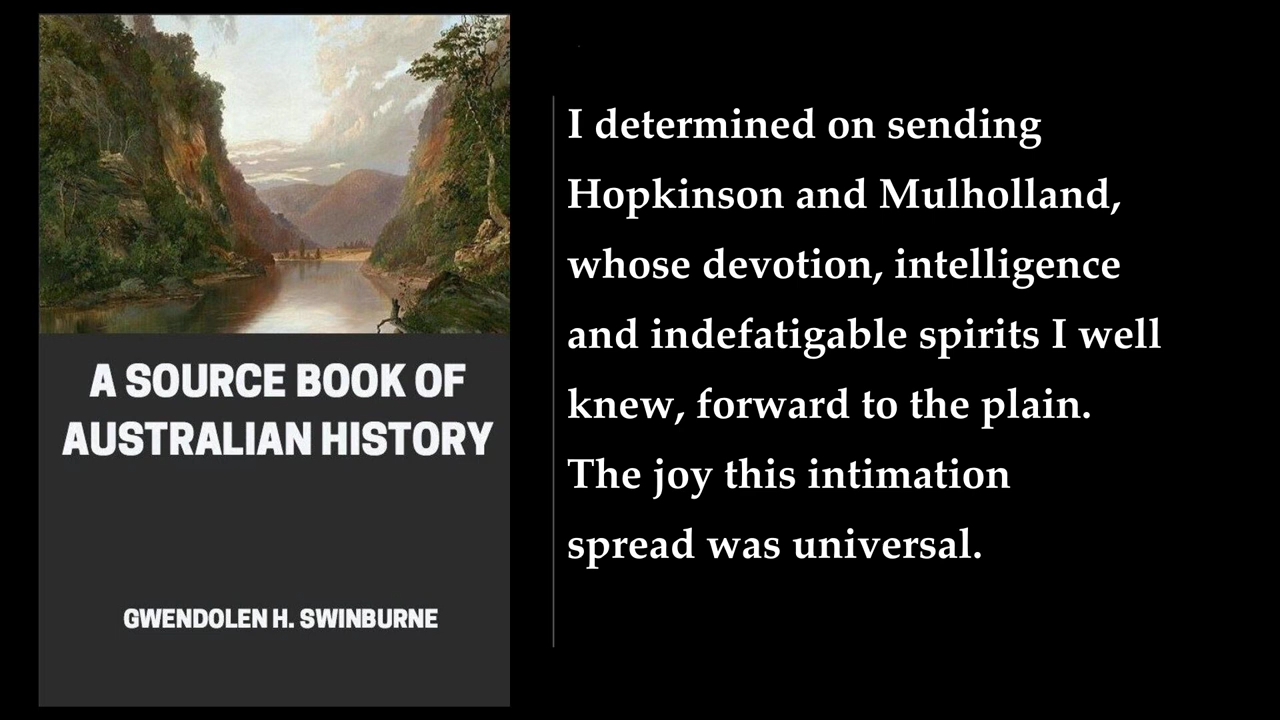 A SOURCE BOOK OF
AUSTRALIAN HISTORY
GWENDOLEN H. SWINBURNE
I determined on sending
Hopkinson and Mulholland,
whose devotion, intelligence
and indefatigable spirits I well
knew, forward to the plain.
The joy this intimation
spread was universal.